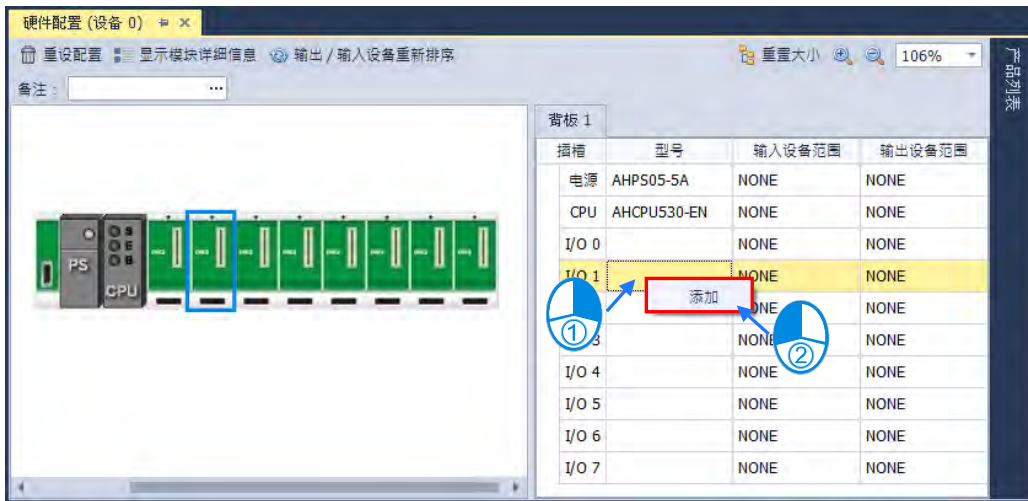 硬件配置 (设备 0)
重设配置 显示模块详细信息 输出/输入设备重新排序 重置大小 106%
备注:
产品列表
背板 1
插槽 型号 输入设备范围 输出设备范围
电源 AHPS05-5A NONE NONE
CPU AHCPU530-EN NONE NONE
I/O 0 NONE NONE
I/O 1 NONE NONE
添加
NONE NONE
3 NONE NONE
① ②
I/O 4 NONE NONE
I/O 5 NONE NONE
I/O 6 NONE NONE
I/O 7 NONE NONE
PS
CPU